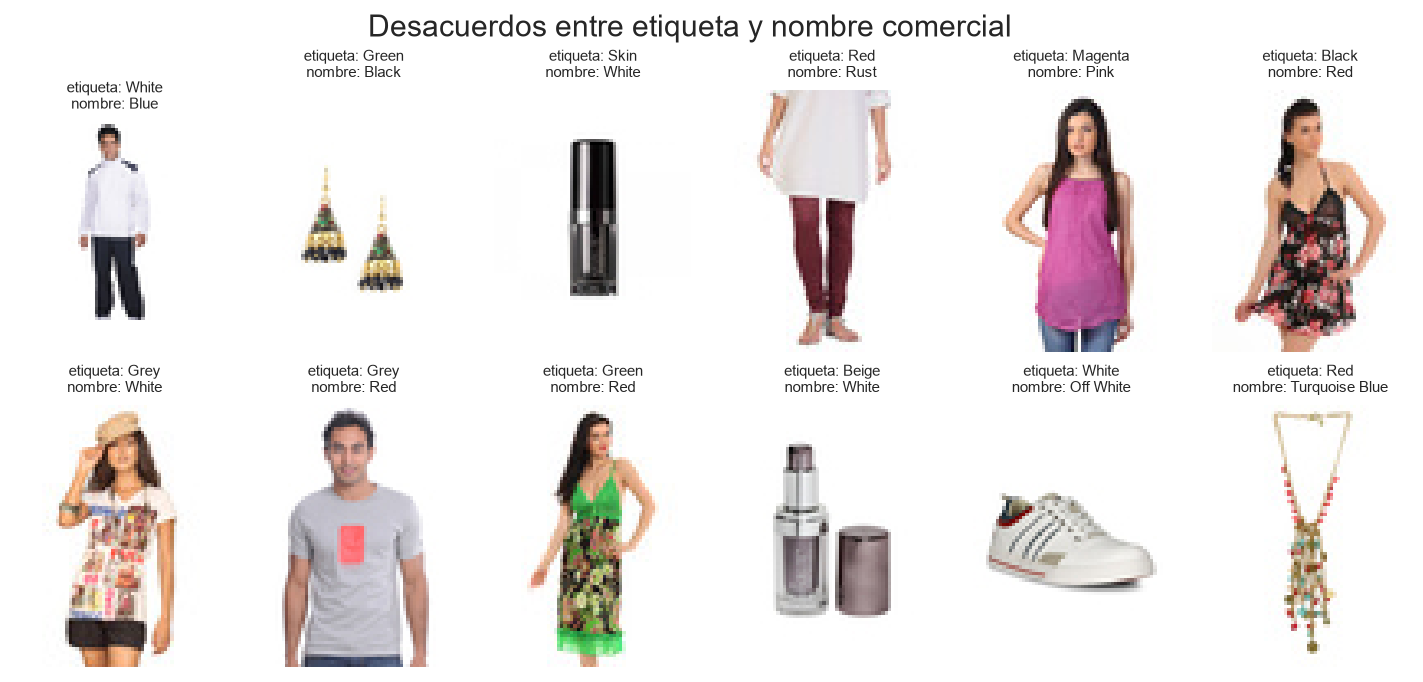 Desacuerdos entre etiqueta y nombre comercial
etiqueta: White
nombre: Blue
etiqueta: Green
nombre: Black
etiqueta: Skin
nombre: White
etiqueta: Red
nombre: Rust
etiqueta: Magenta
nombre: Pink
etiqueta: Black
nombre: Red
etiqueta: Grey
nombre: White
etiqueta: Grey
nombre: Red
etiqueta: Green
nombre: Red
etiqueta: Beige
nombre: White
etiqueta: White
nombre: Off White
etiqueta: Red
nombre: Turquoise Blue